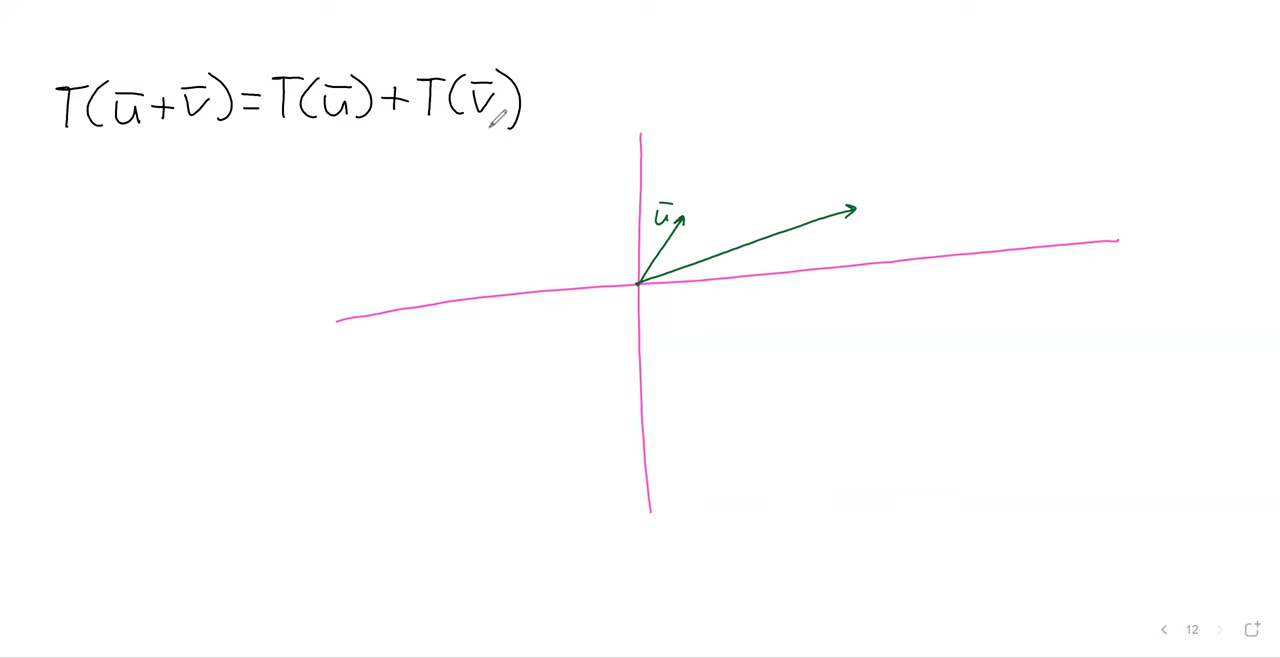 T(ū + v̄) = T(ū) + T(v̄)
ū
12